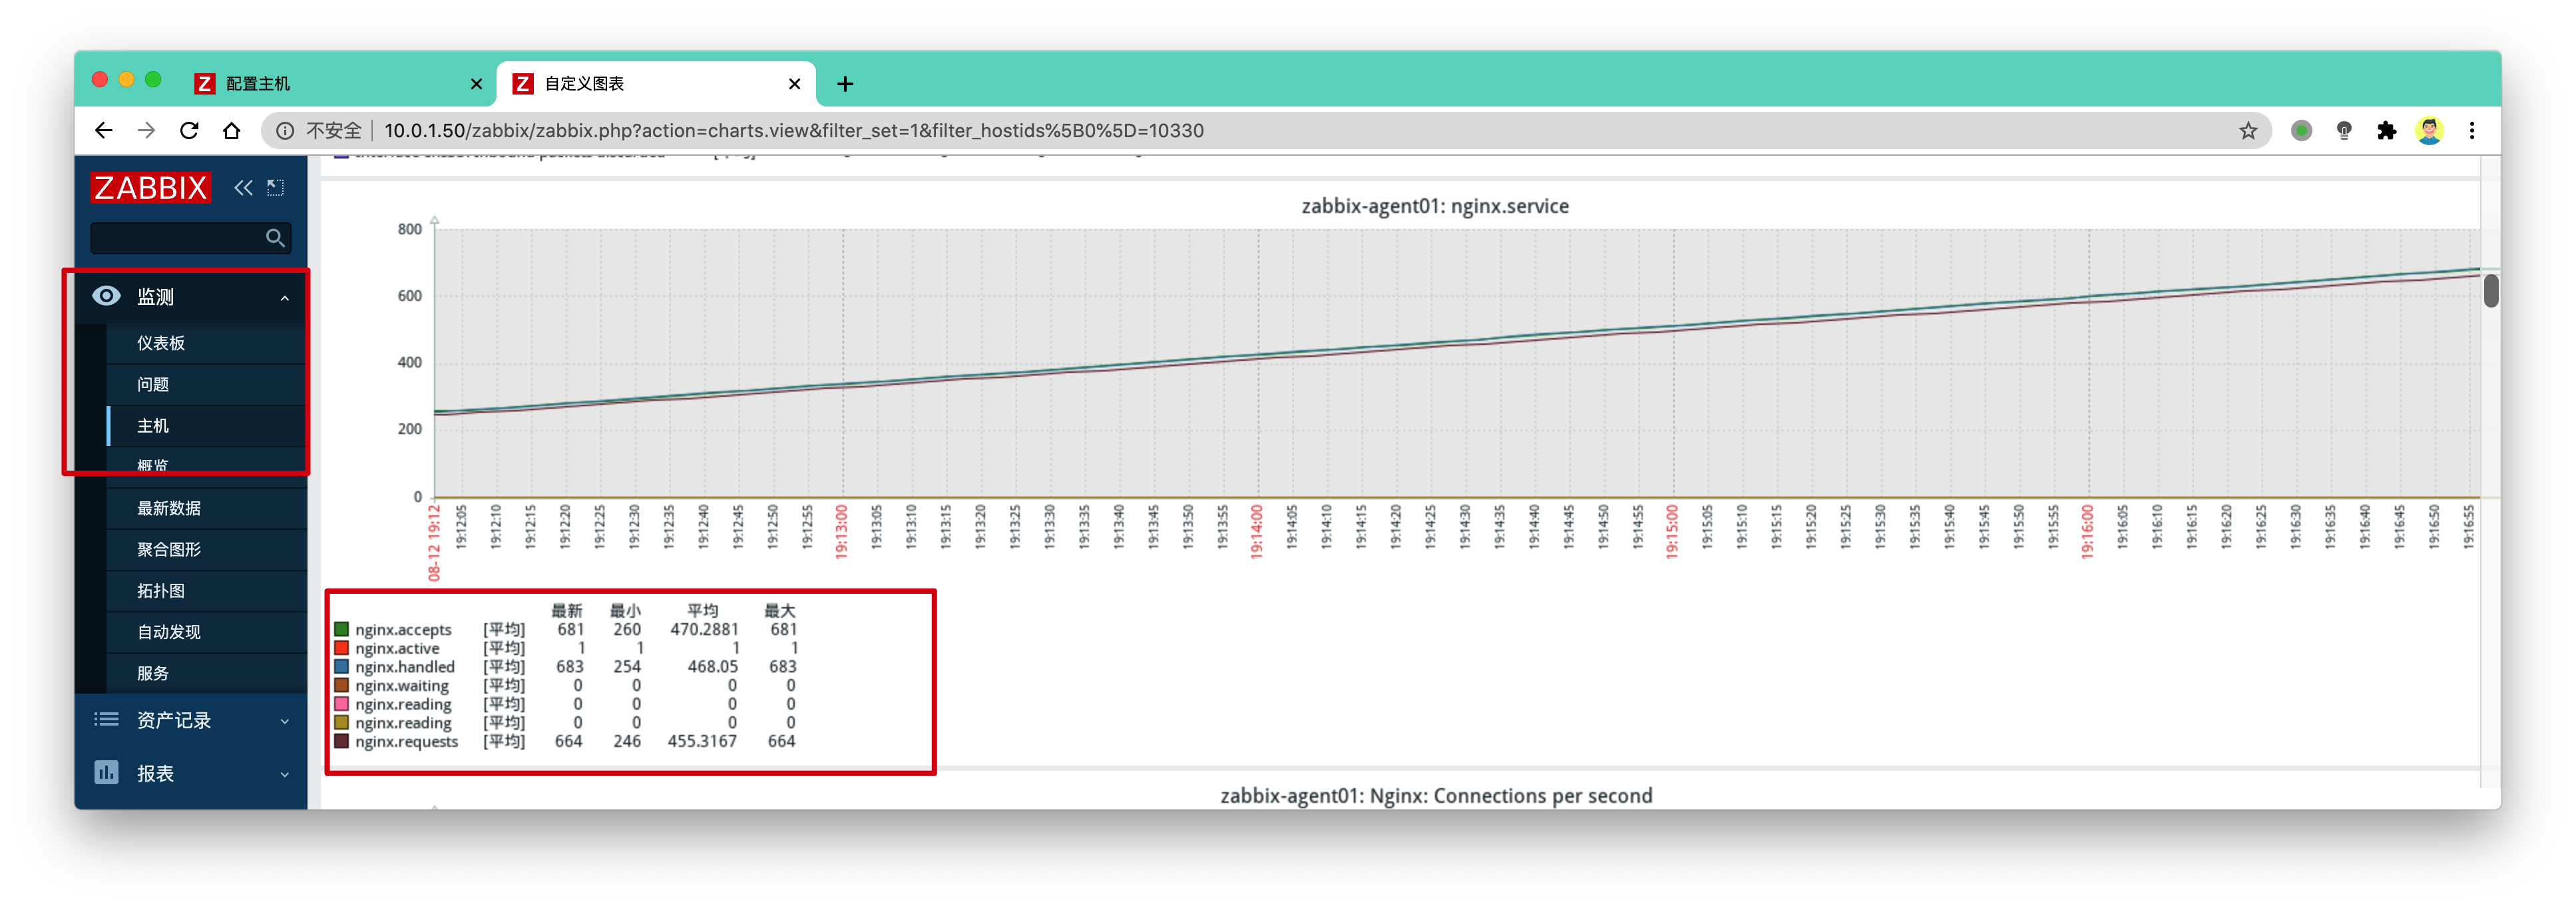 配置主机
自定义图表
不安全 10.0.1.50/zabbix/zabbix.php?action=charts.view&filter_set=1&filter_hostids%5B0%5D=10330
ZABBIX
监测
仪表板
问题
主机
概览
最新数据
聚合图形
拓扑图
自动发现
服务
资产记录
报表
zabbix-agent01: nginx.service
800
600
400
200
0
08-12 19:12 19:12:05 19:12:10 19:12:15 19:12:20 19:12:25 19:12:30 19:12:35 19:12:40 19:12:45 19:12:50 19:12:55 19:13:00 19:13:05 19:13:10 19:13:15 19:13:20 19:13:25 19:13:30 19:13:35 19:13:40 19:13:45 19:13:50 19:13:55 19:14:00 19:14:05 19:14:10 19:14:15 19:14:20 19:14:25 19:14:30 19:14:35 19:14:40 19:14:45 19:14:50 19:14:55 19:15:00 19:15:05 19:15:10 19:15:15 19:15:20 19:15:25 19:15:30 19:15:35 19:15:40 19:15:45 19:15:50 19:15:55 19:16:00 19:16:05 19:16:10 19:16:15 19:16:20 19:16:25 19:16:30 19:16:35 19:16:40 19:16:45 19:16:50 19:16:55
最新 最小 平均 最大
nginx.accepts [平均] 681 260 470.2881 681
nginx.active [平均] 1 1 1 1
nginx.handled [平均] 683 254 468.05 683
nginx.waiting [平均] 0 0 0 0
nginx.reading [平均] 0 0 0 0
nginx.reading [平均] 0 0 0 0
nginx.requests [平均] 664 246 455.3167 664
zabbix-agent01: Nginx: Connections per second